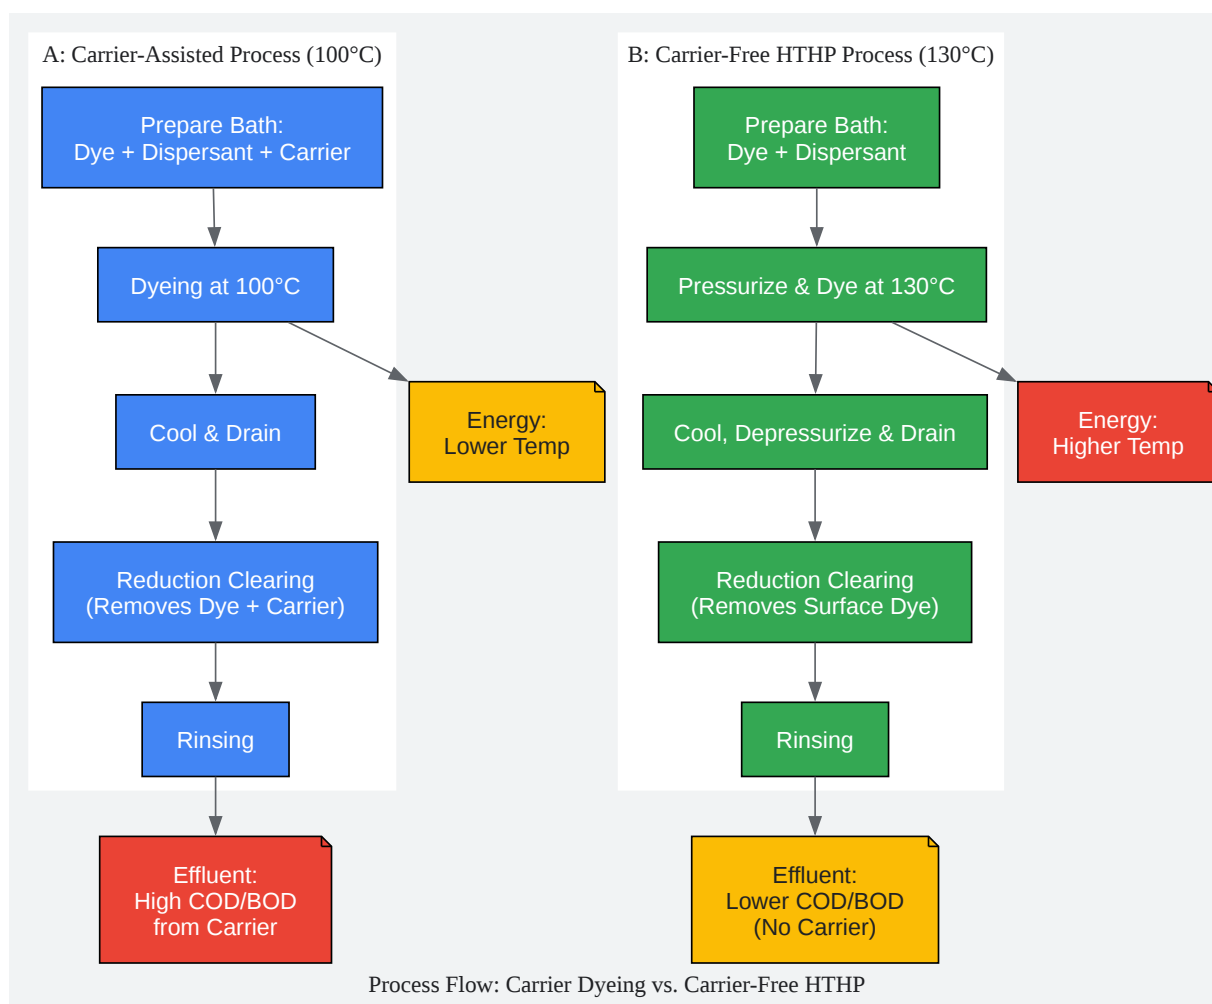 A: Carrier-Assisted Process (100°C)
Prepare Bath:
Dye + Dispersant + Carrier
Dyeing at 100°C
Cool & Drain
Energy:
Lower Temp
Reduction Clearing
(Removes Dye + Carrier)
Rinsing
Effluent:
High COD/BOD
from Carrier
B: Carrier-Free HTHP Process (130°C)
Prepare Bath:
Dye + Dispersant
Pressurize & Dye at 130°C
Cool, Depressurize & Drain
Energy:
Higher Temp
Reduction Clearing
(Removes Surface Dye)
Rinsing
Effluent:
Lower COD/BOD
(No Carrier)
Process Flow: Carrier Dyeing vs. Carrier-Free HTHP